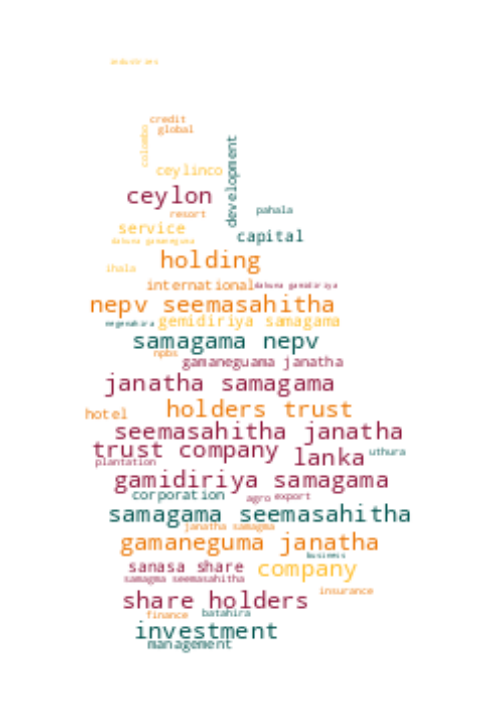 industries
credit
global
colombo
development
ceylinco
ceylon
pahala
resort
service
capital
dakuna gamaneguma
holding
ihala
international
dakuna gamidiriya
nepv seemasahitha
negenahira
gemidiriya samagama
samagama nepv
npbs
gamaneguama janatha
janatha samagama
hotel
holders trust
seemasahitha janatha
trust company
lanka
uthura
plantation
gamidiriya samagama
corporation
agro
export
samagama seemasahitha
janatha samagma
gamaneguma janatha
business
sanasa share
company
samagma seemasahitha
insurance
share holders
finance
batahira
investment
management